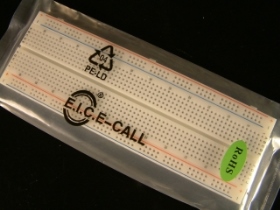 04
PE-LD
®
E.I.C.E-CALL
RoHS